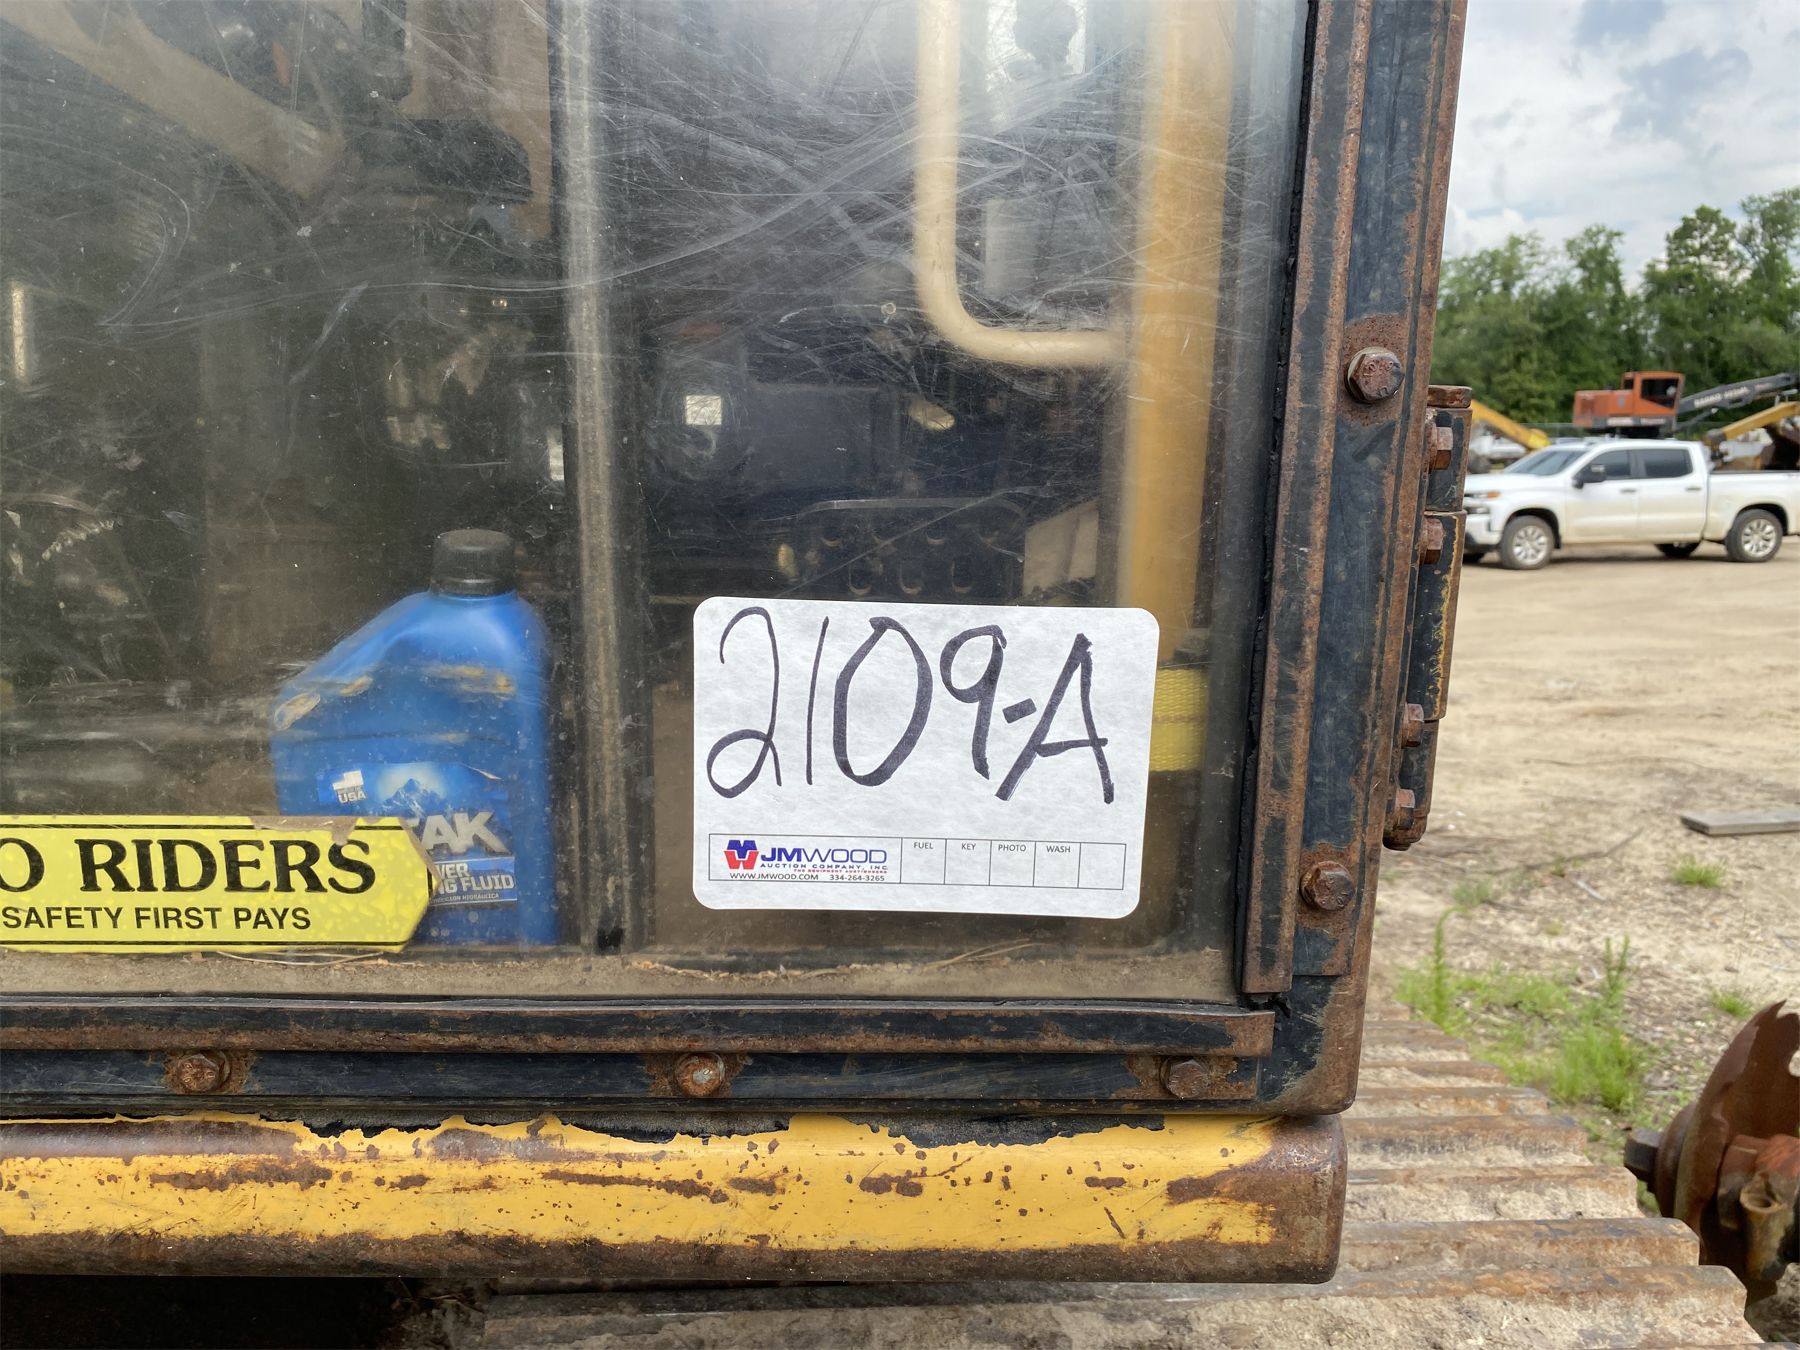 2109-A
JMWOOD
AUCTION COMPANY, INC.
THE EQUIPMENT AUCTIONEERS
WWW.JMWOOD.COM 334-264-3265
FUEL KEY PHOTO WASH
USA
O RIDERS
SAFETY FIRST PAYS
AK
WER
NG FLUID